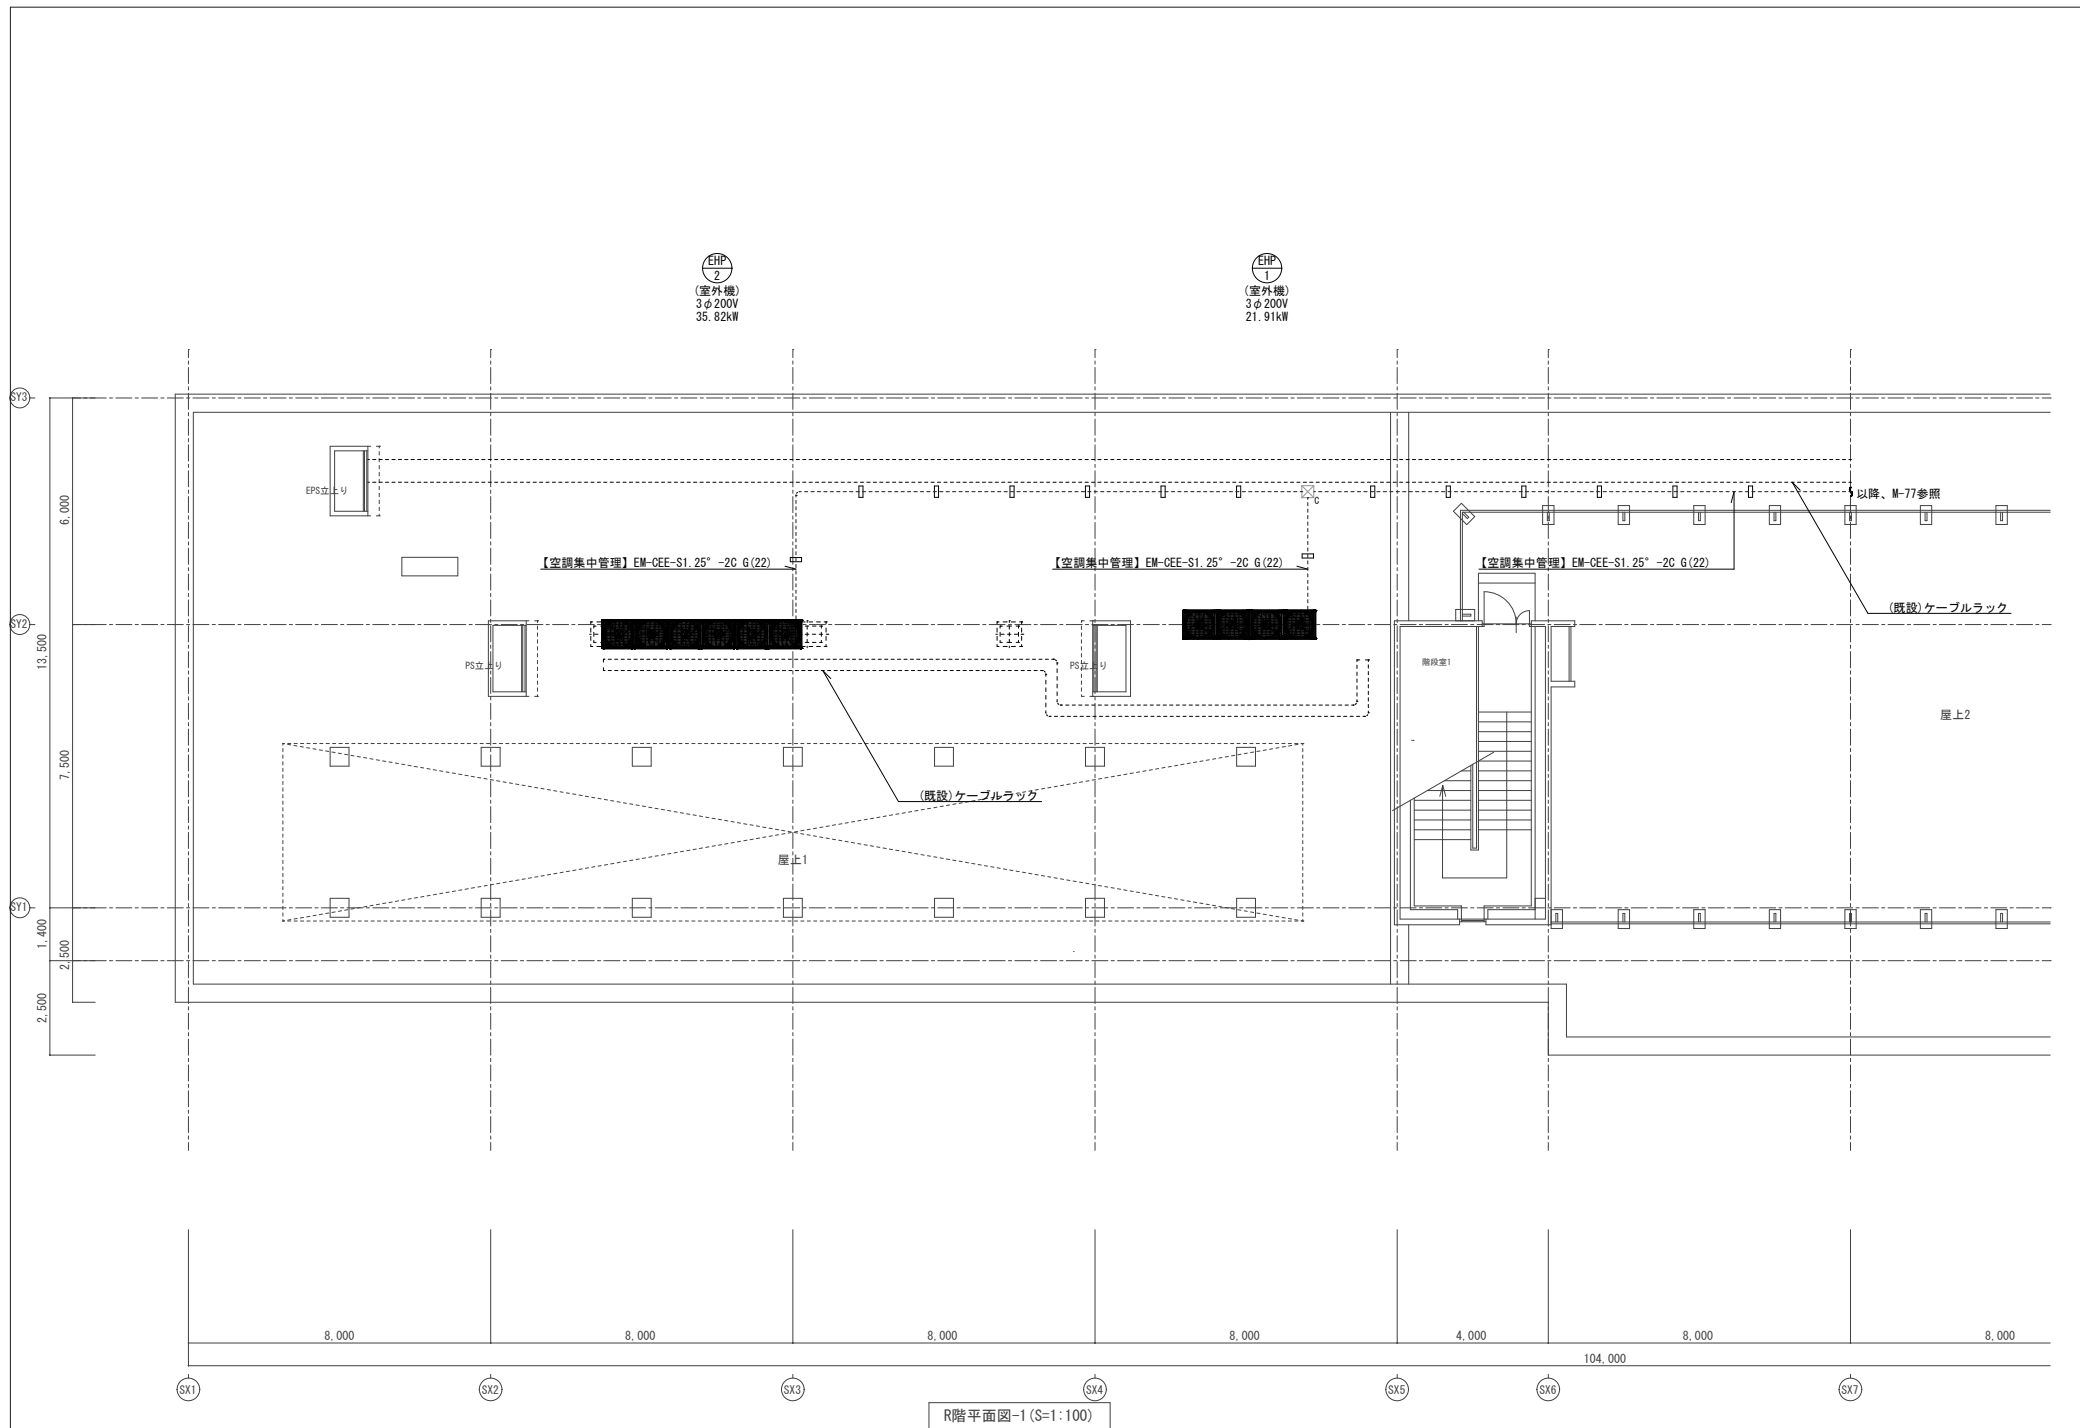 EHP
2
(室外機)
3φ200V
35.82kW
EHP
1
(室外機)
3φ200V
21.91kW
SY3
6,000
EPS立上り
C
以降、M-77参照
【空調集中管理】EM-CEE-S1.25°-2C G(22)
【空調集中管理】EM-CEE-S1.25°-2C G(22)
【空調集中管理】EM-CEE-S1.25°-2C G(22)
(既設)ケーブルラック
SY2
13,500
PS立上り
PS立上り
階段室1
屋上2
7,500
(既設)ケーブルラック
屋上1
SY1
1,400
2,500
2,500
8,000
8,000
8,000
8,000
4,000
8,000
8,000
104,000
SX1
SX2
SX3
SX4
SX5
SX6
SX7
R階平面図-1(S=1:100)